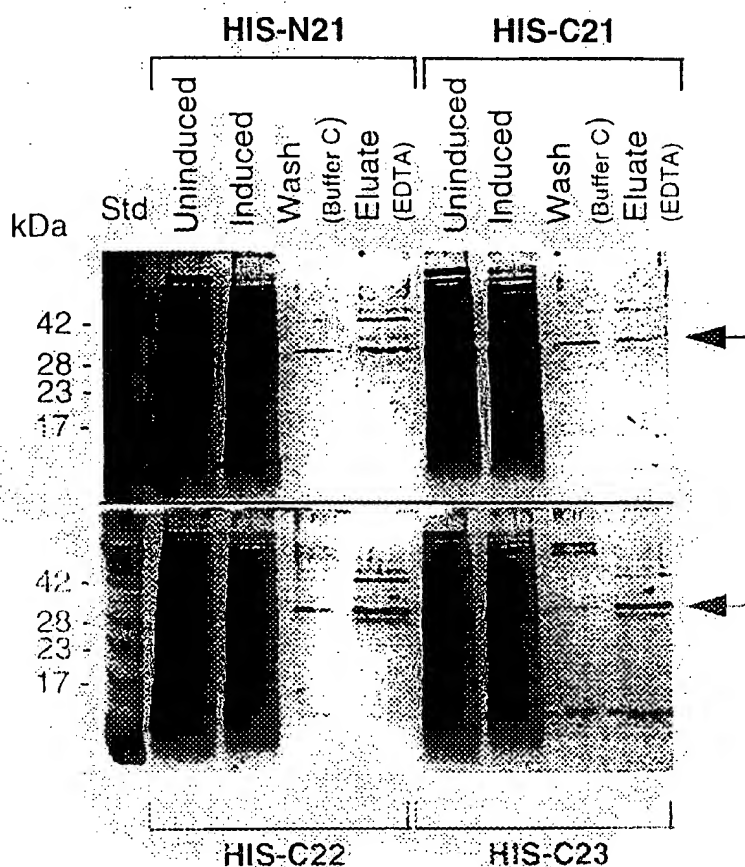 HIS-N21 HIS-C21
kDa Std Uninduced Induced Wash (Buffer C) Eluate (EDTA) Uninduced Induced Wash (Buffer C) Eluate (EDTA)
42 -
28 -
23 -
17 -
42 -
28 -
23 -
17 -
HIS-C22 HIS-C23